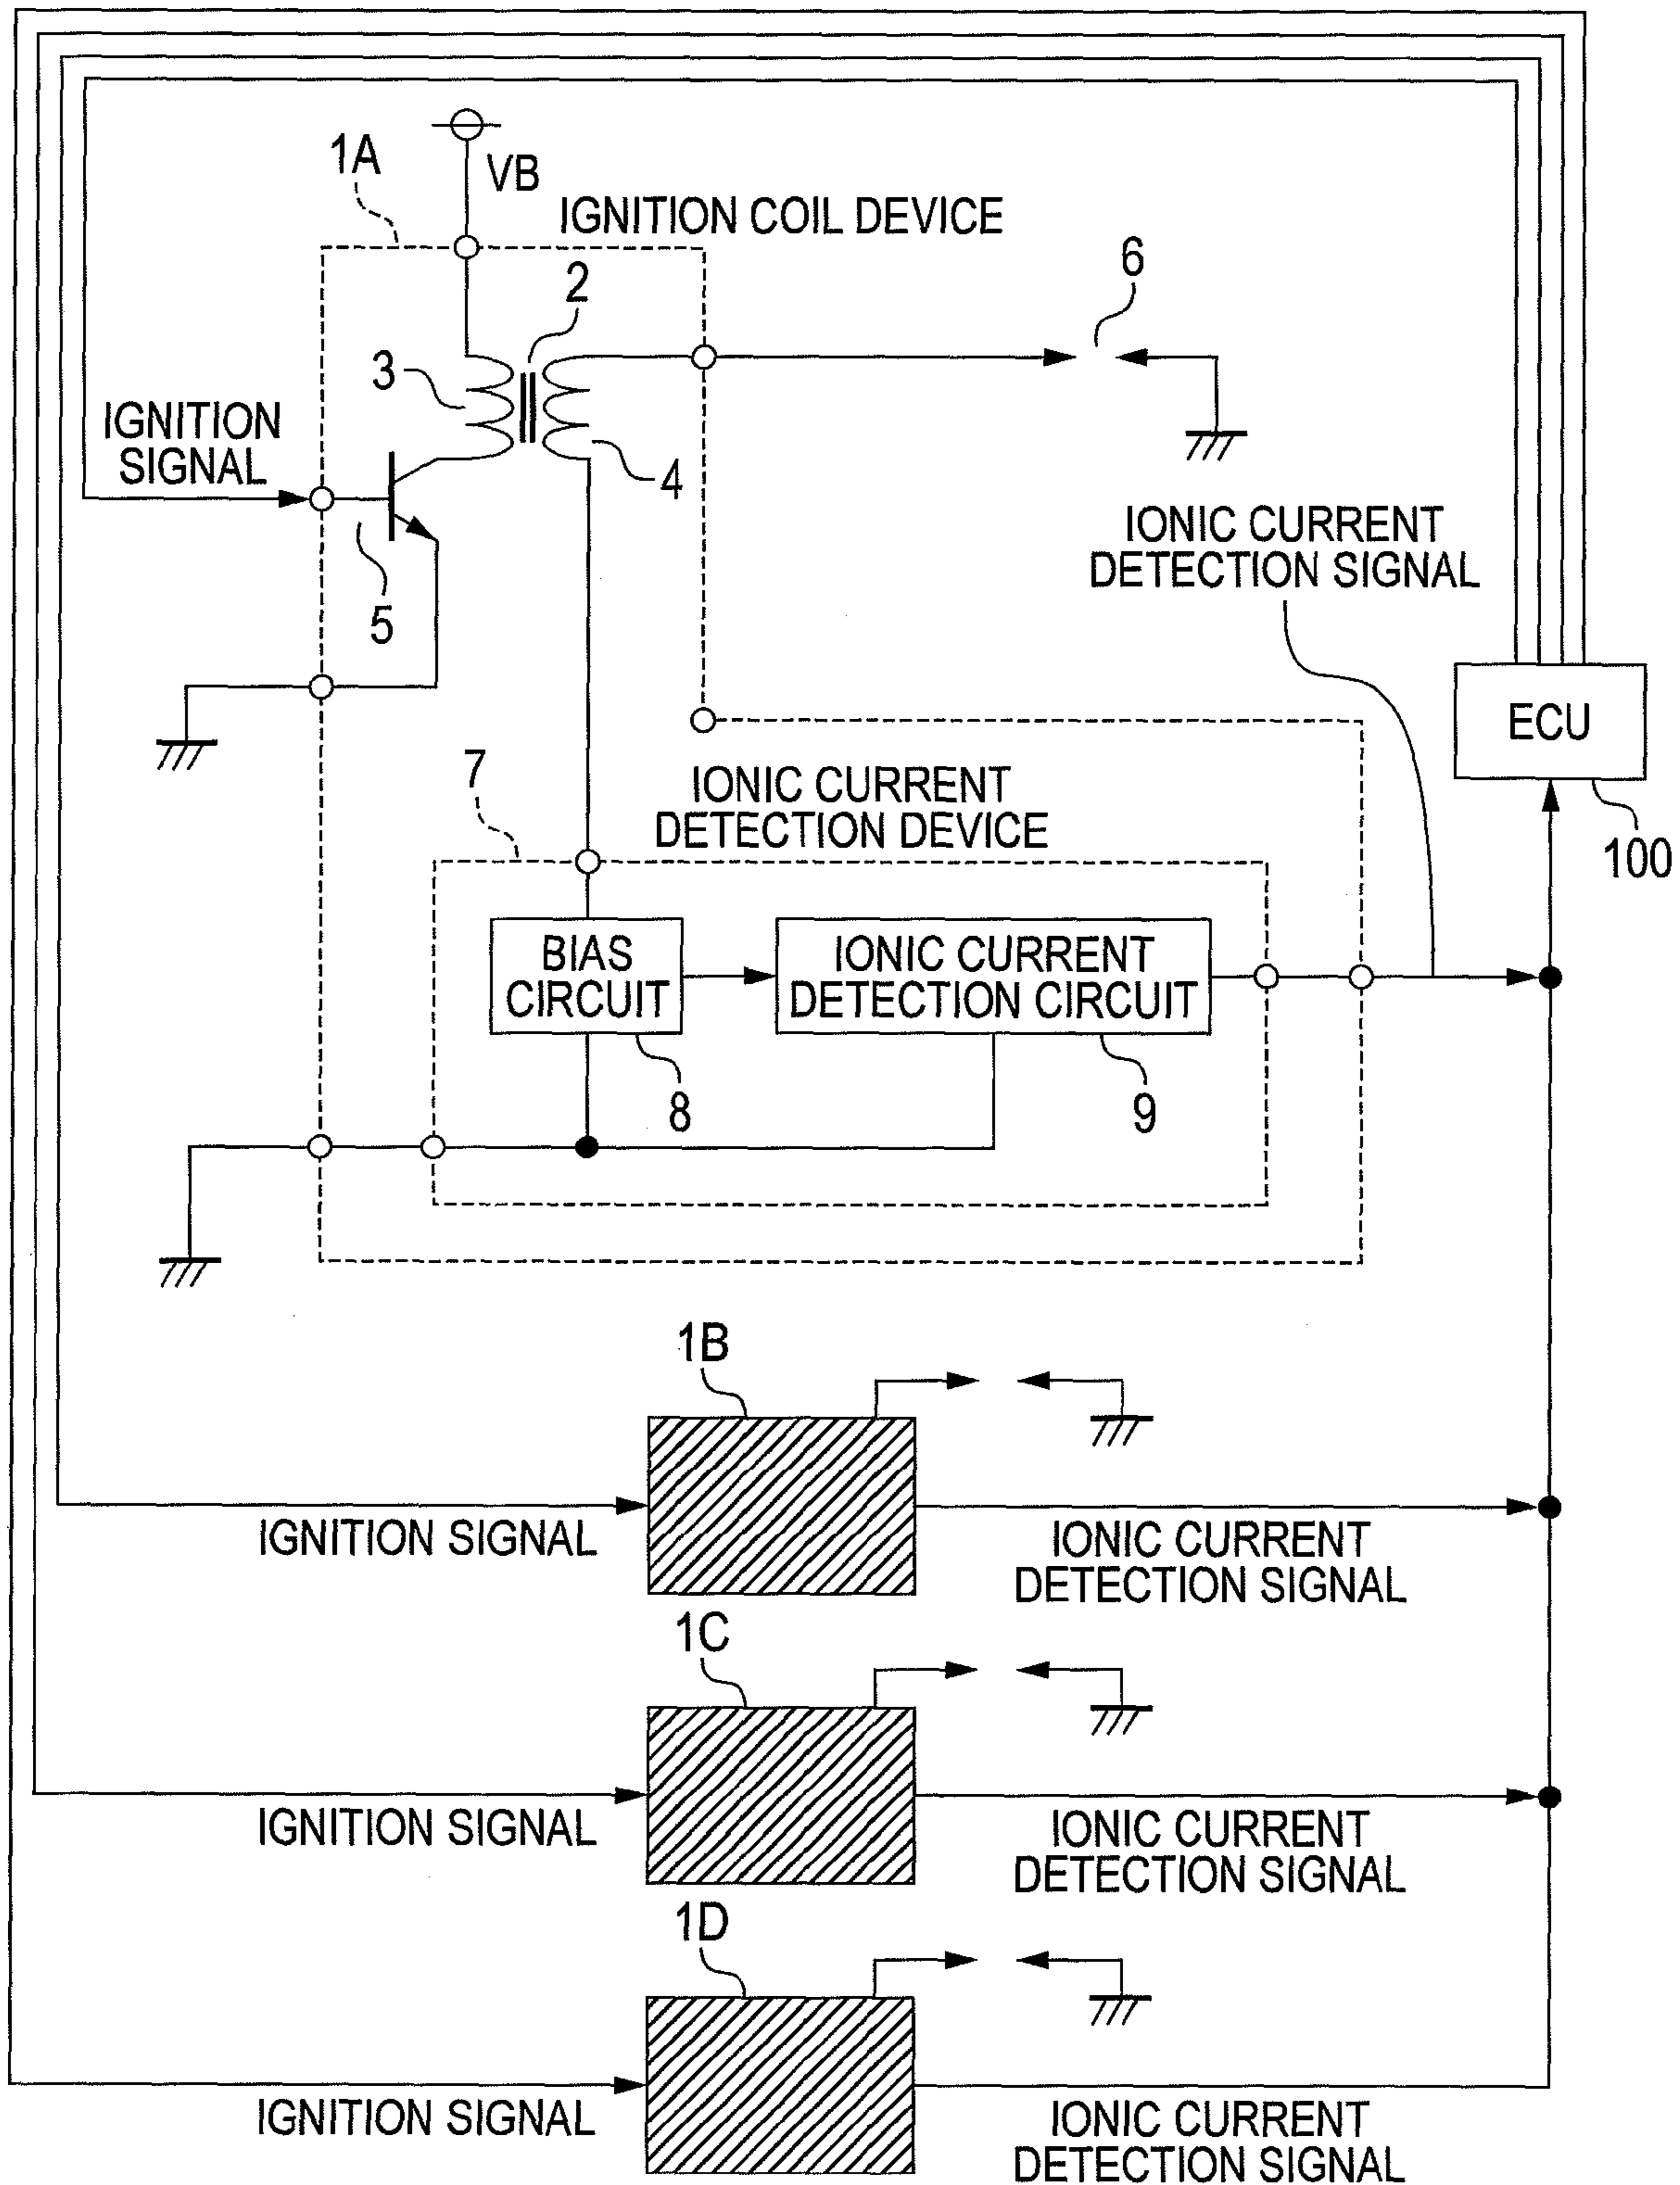 1A
VB
IGNITION COIL DEVICE
2
6
3
IGNITION
SIGNAL
4
5
IONIC CURRENT
DETECTION SIGNAL
ECU
100
7
IONIC CURRENT
DETECTION DEVICE
BIAS
CIRCUIT
IONIC CURRENT
DETECTION CIRCUIT
8
9
1B
IGNITION SIGNAL
IONIC CURRENT
DETECTION SIGNAL
1C
IGNITION SIGNAL
IONIC CURRENT
DETECTION SIGNAL
1D
IGNITION SIGNAL
IONIC CURRENT
DETECTION SIGNAL